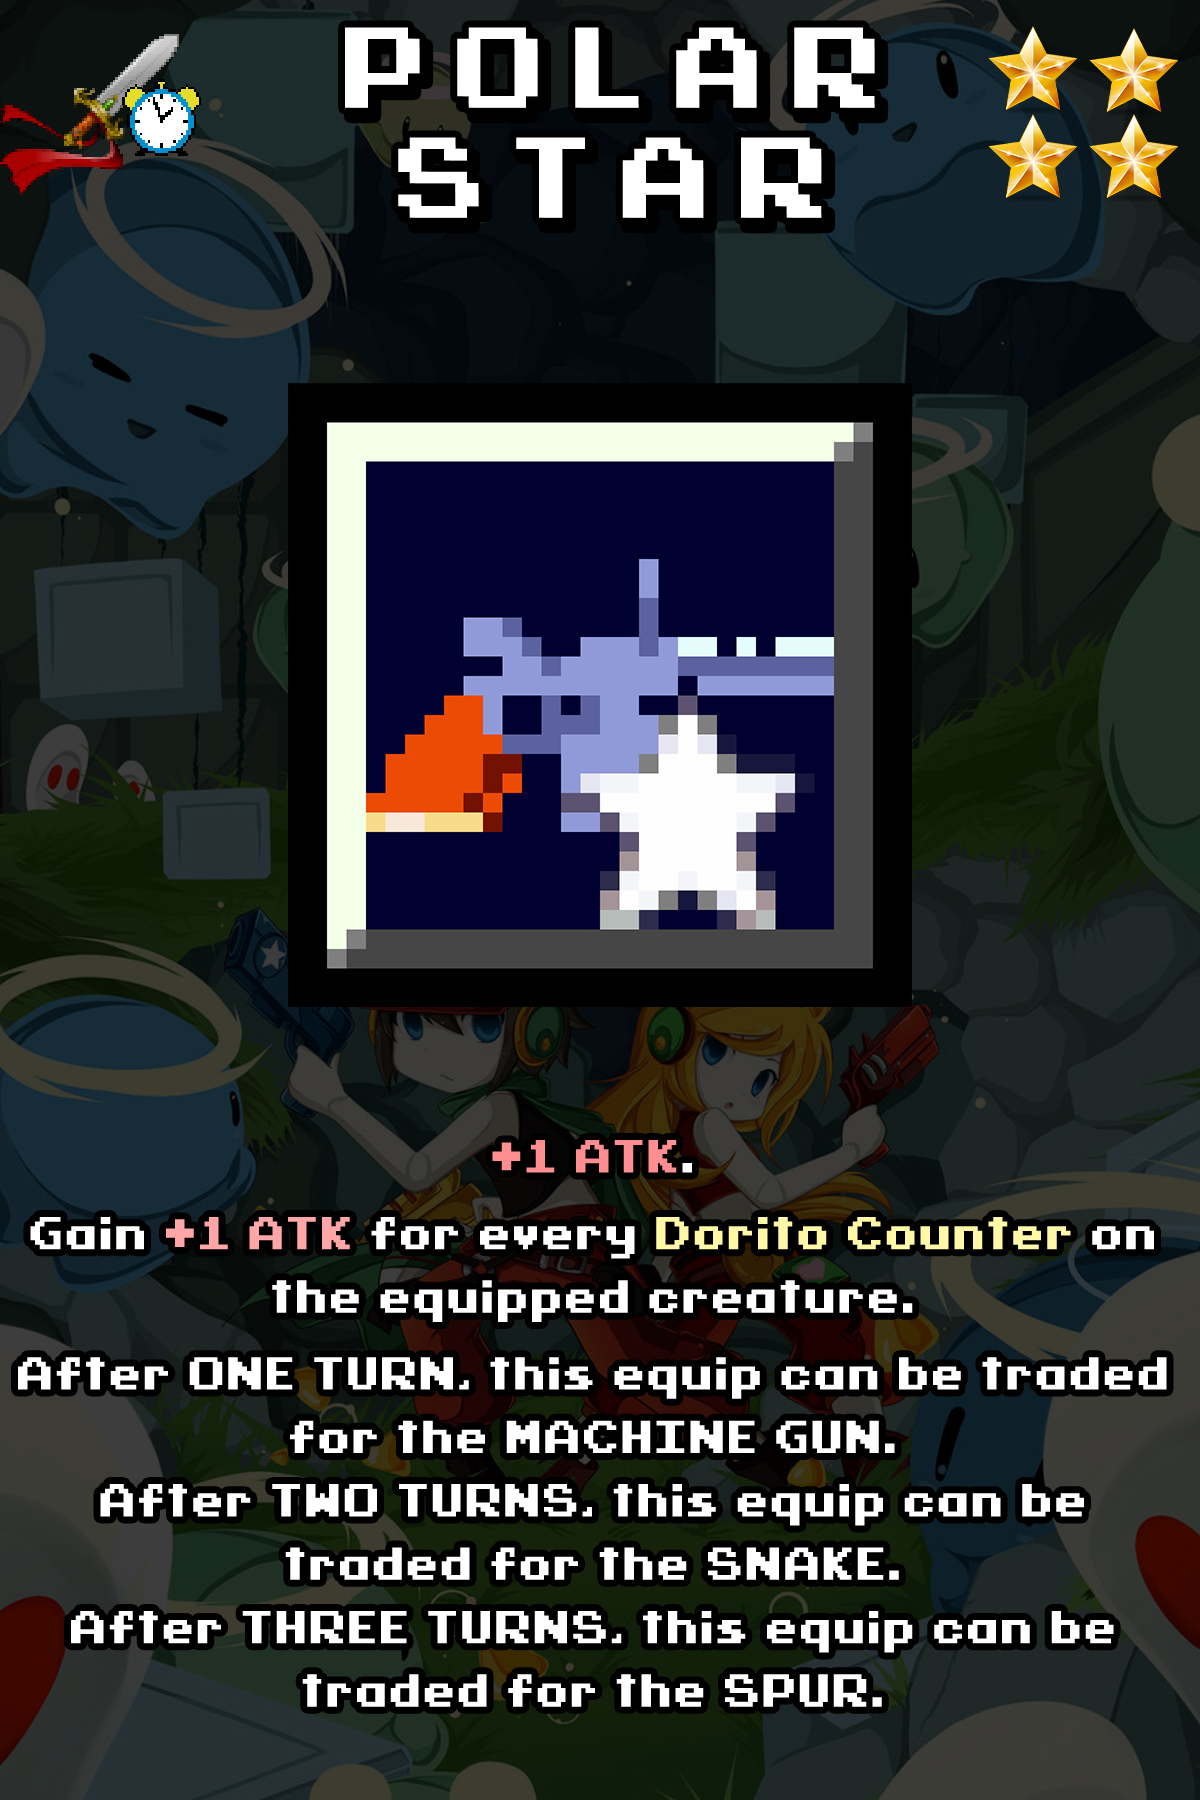 POLAR
STAR
+1 ATK.
Gain +1 ATK for every Dorito Counter on
the equipped creature.
After ONE TURN, this equip can be traded
for the MACHINE GUN.
After TWO TURNS, this equip can be
traded for the SNAKE.
After THREE TURNS, this equip can be
traded for the SPUR.